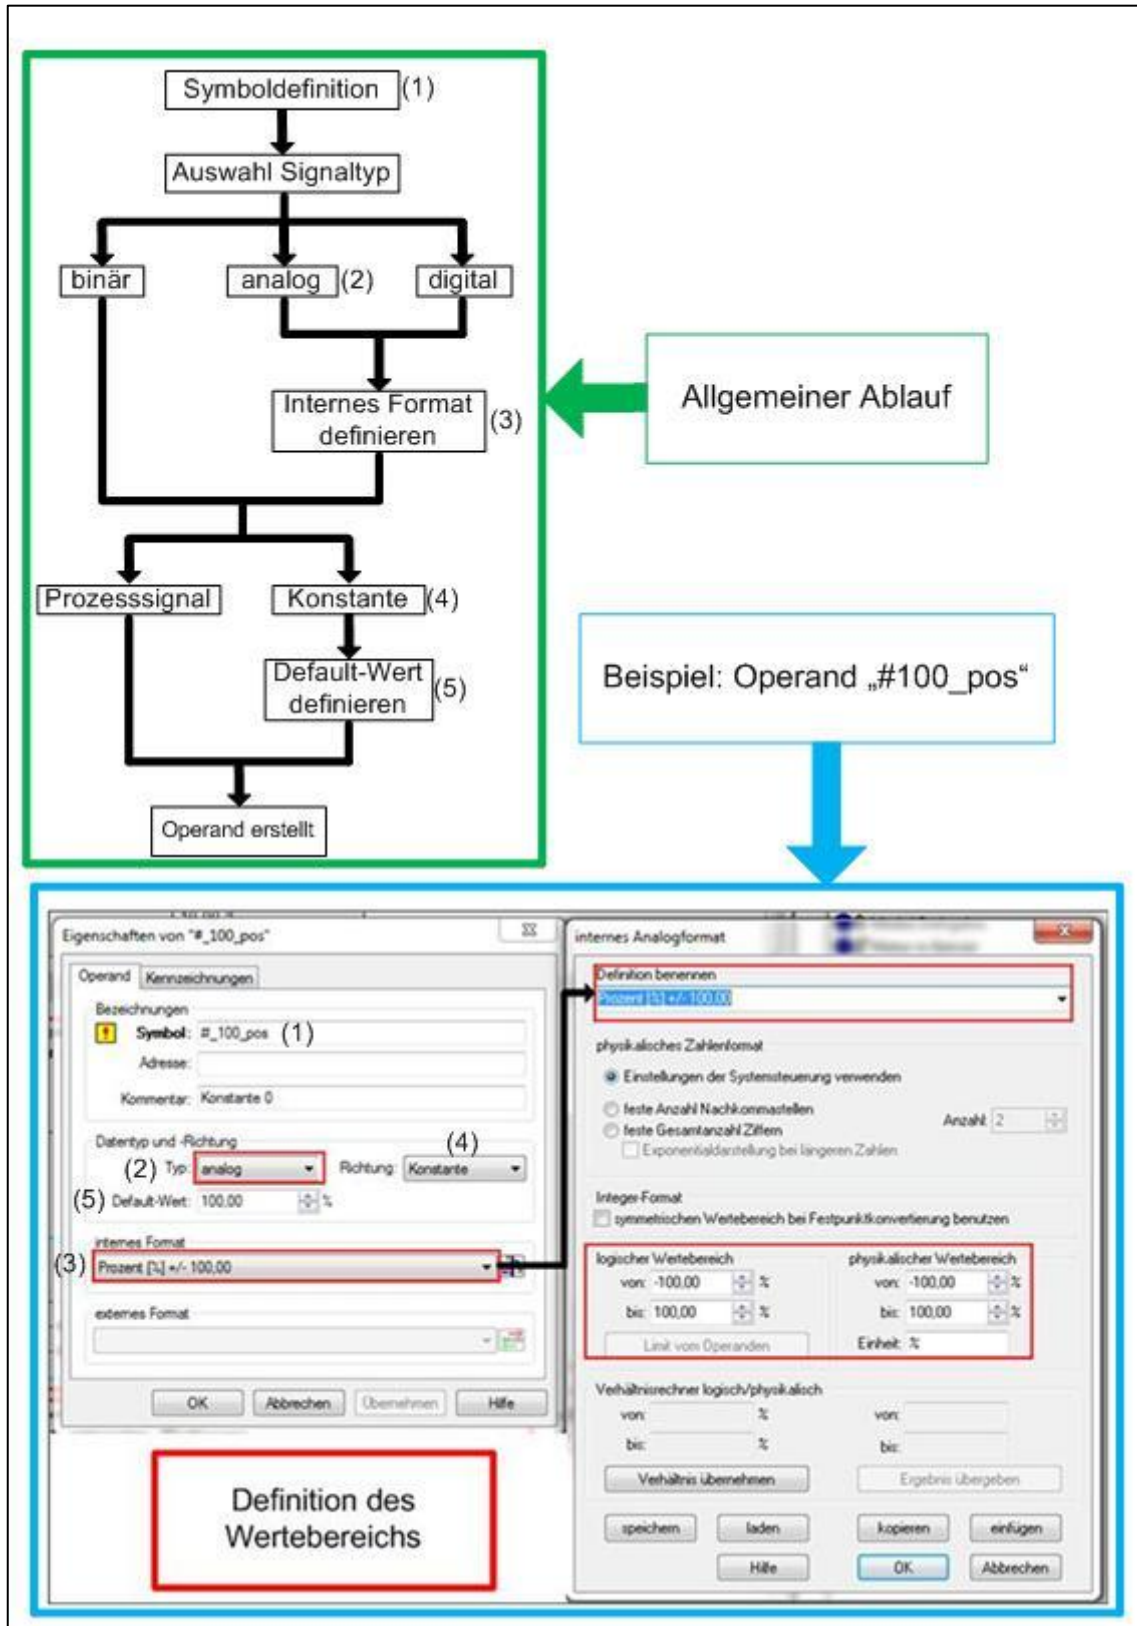 Symboldefinition (1)
Auswahl Signaltyp
binär
analog (2)
digital
Internes Format
definieren (3)
Prozesssignal
Konstante (4)
Default-Wert
definieren (5)
Operand erstellt
Allgemeiner Ablauf
Beispiel: Operand „#100_pos“
Eigenschaften von "#_100_pos"
Operand Kennzeichnungen
Bezeichnungen
Symbol: #_100_pos (1)
Adresse:
Kommentar: Konstante 0
Datentyp und -Richtung
(4)
(2) Typ: analog Richtung: Konstante
(5) Default-Wert: 100,00 %
internes Format
(3) Prozent [%] +/- 100,00
externes Format
OK Abbrechen Übernehmen Hilfe
Definition des
Wertebereichs
internes Analogformat
Definition benennen
Prozent [%] +/- 100,00
physikalisches Zahlenformat
Einstellungen der Systemsteuerung verwenden
feste Anzahl Nachkommastellen
Anzahl: 2
feste Gesamtanzahl Ziffern
Exponentialdarstellung bei längeren Zahlen
Integer-Format
symmetrischen Wertebereich bei Festpunktkonvertierung benutzen
logischer Wertebereich physikalischer Wertebereich
von: -100,00 % von: -100,00 %
bis: 100,00 % bis: 100,00 %
Limit vom Operanden Einheit: %
Verhältnisrechner logisch/physikalisch
von: % von:
bis: % bis:
Verhältnis übernehmen Ergebnis übergeben
speichern laden kopieren einfügen
Hilfe OK Abbrechen